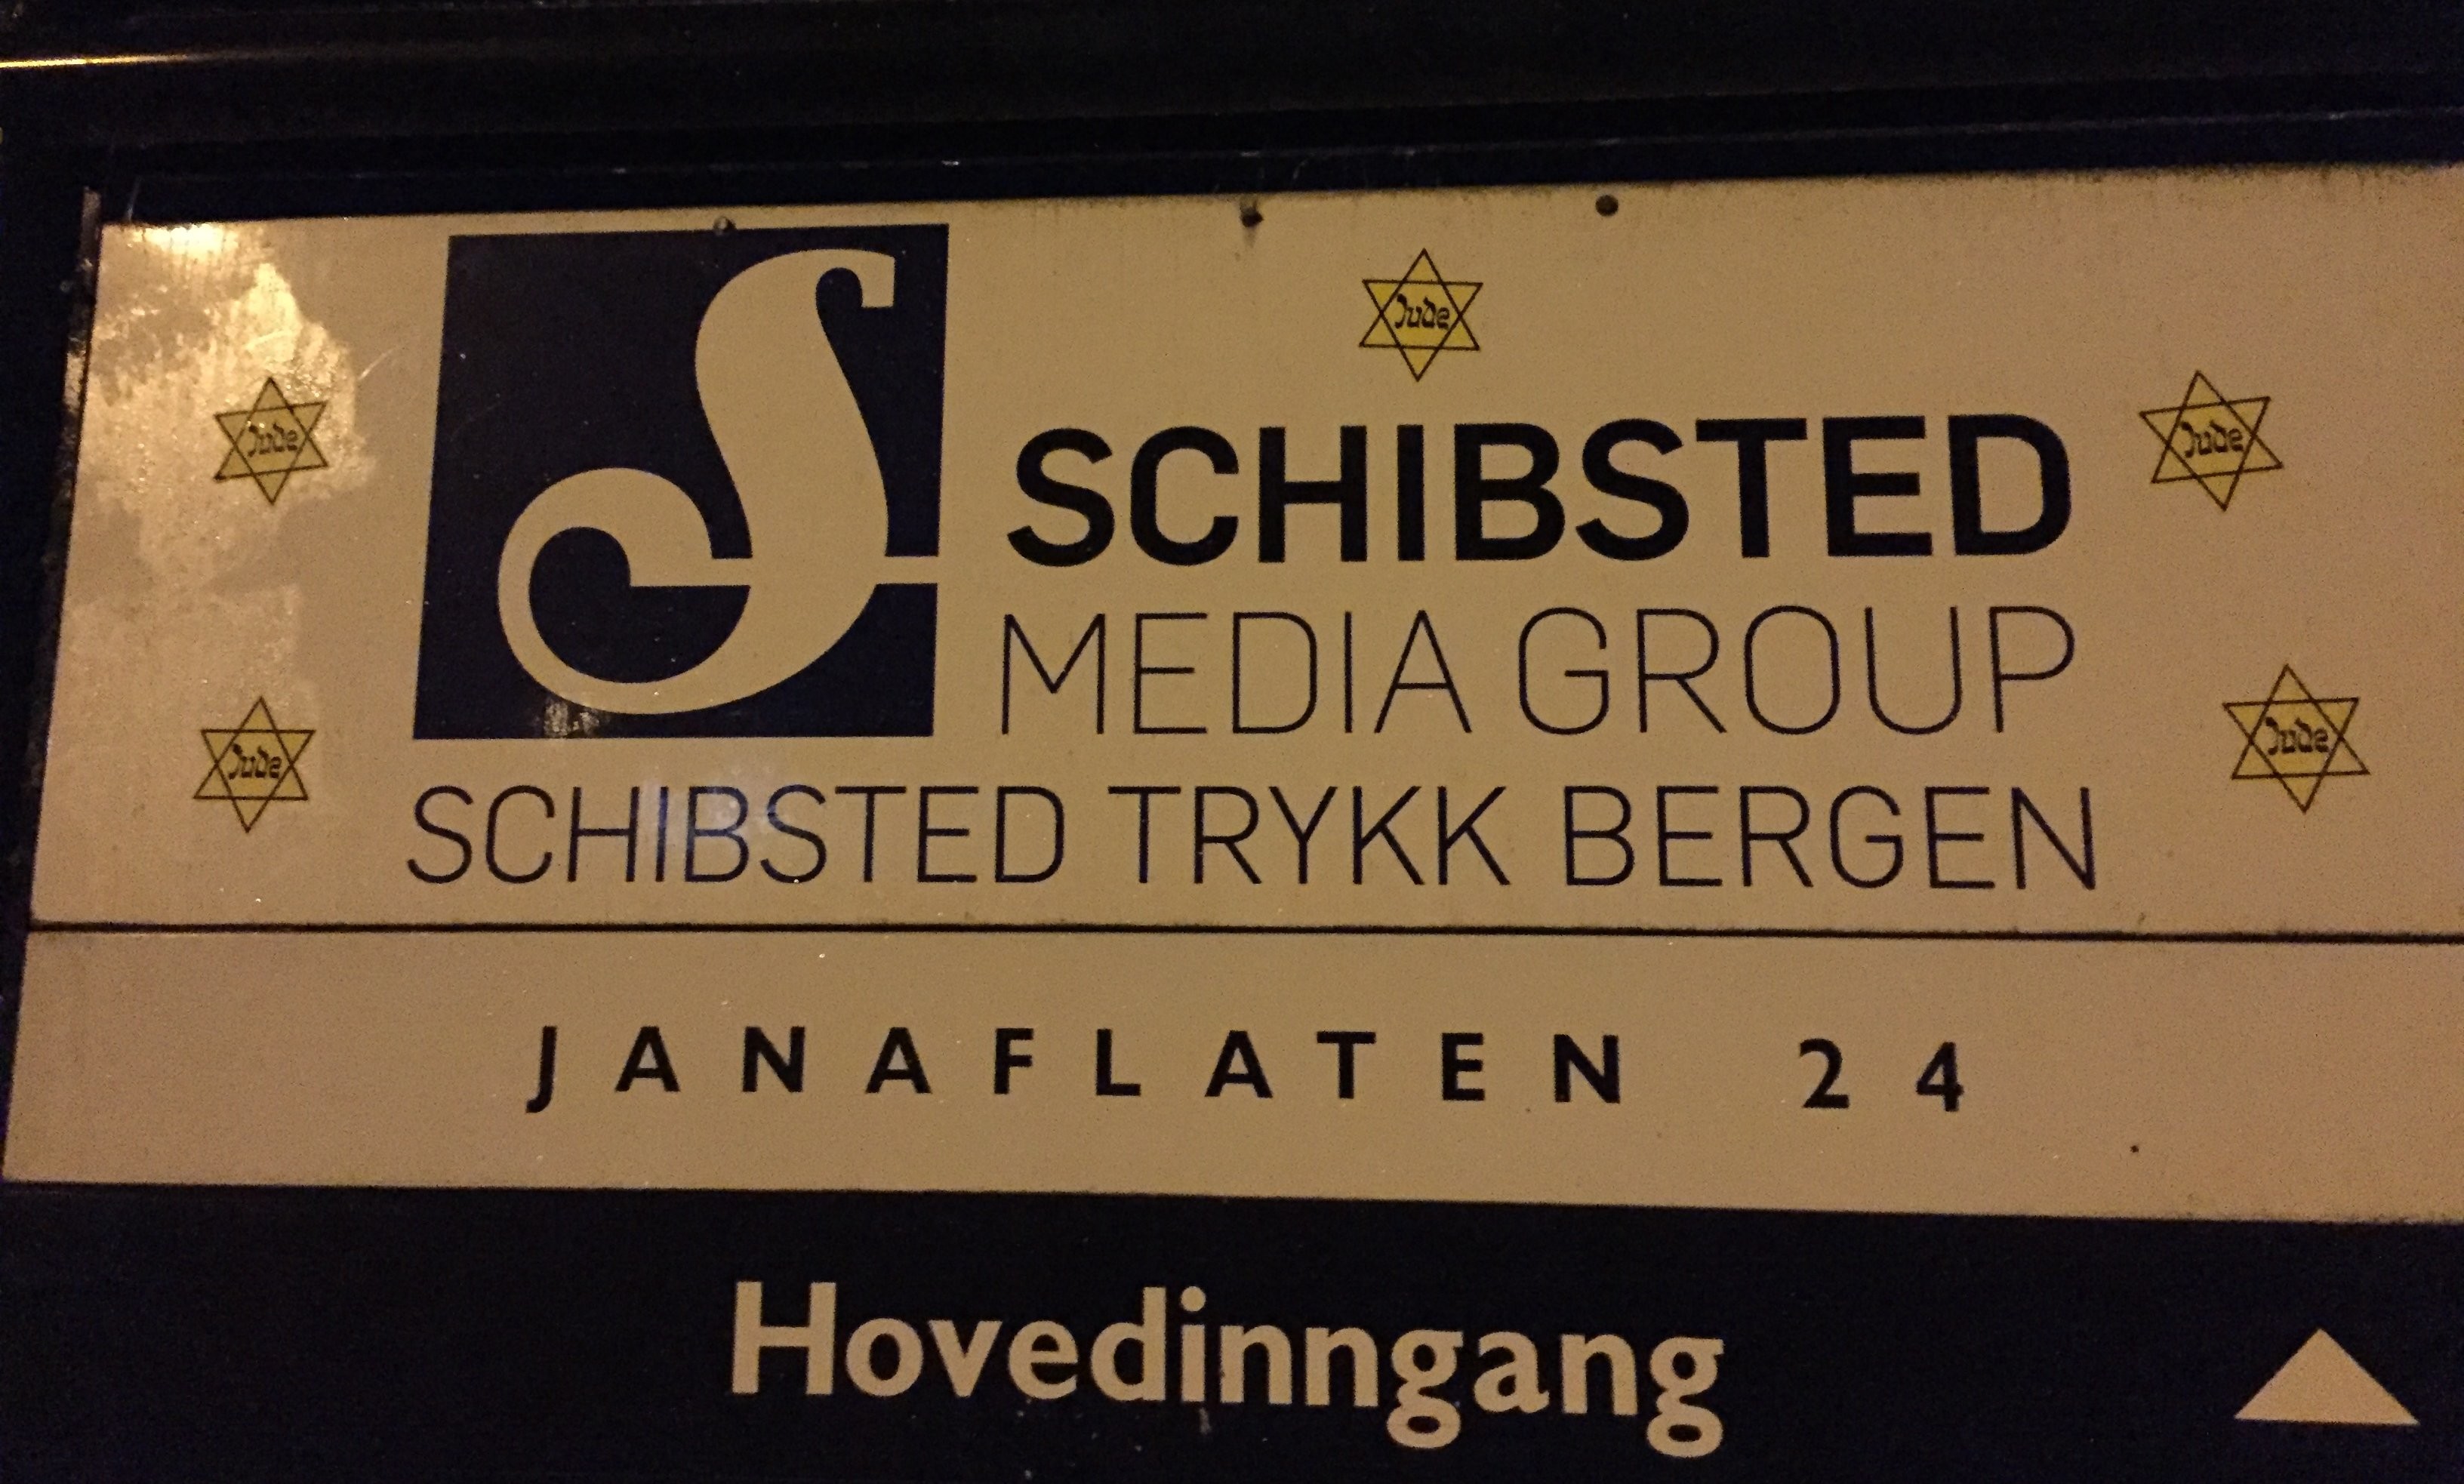 Jude
SCHIBSTED
Jude
Jude
MEDIA GROUP
Jude
Jude
SCHIBSTED TRYKK BERGEN
JANAFLATEN 24
Hovedinngang